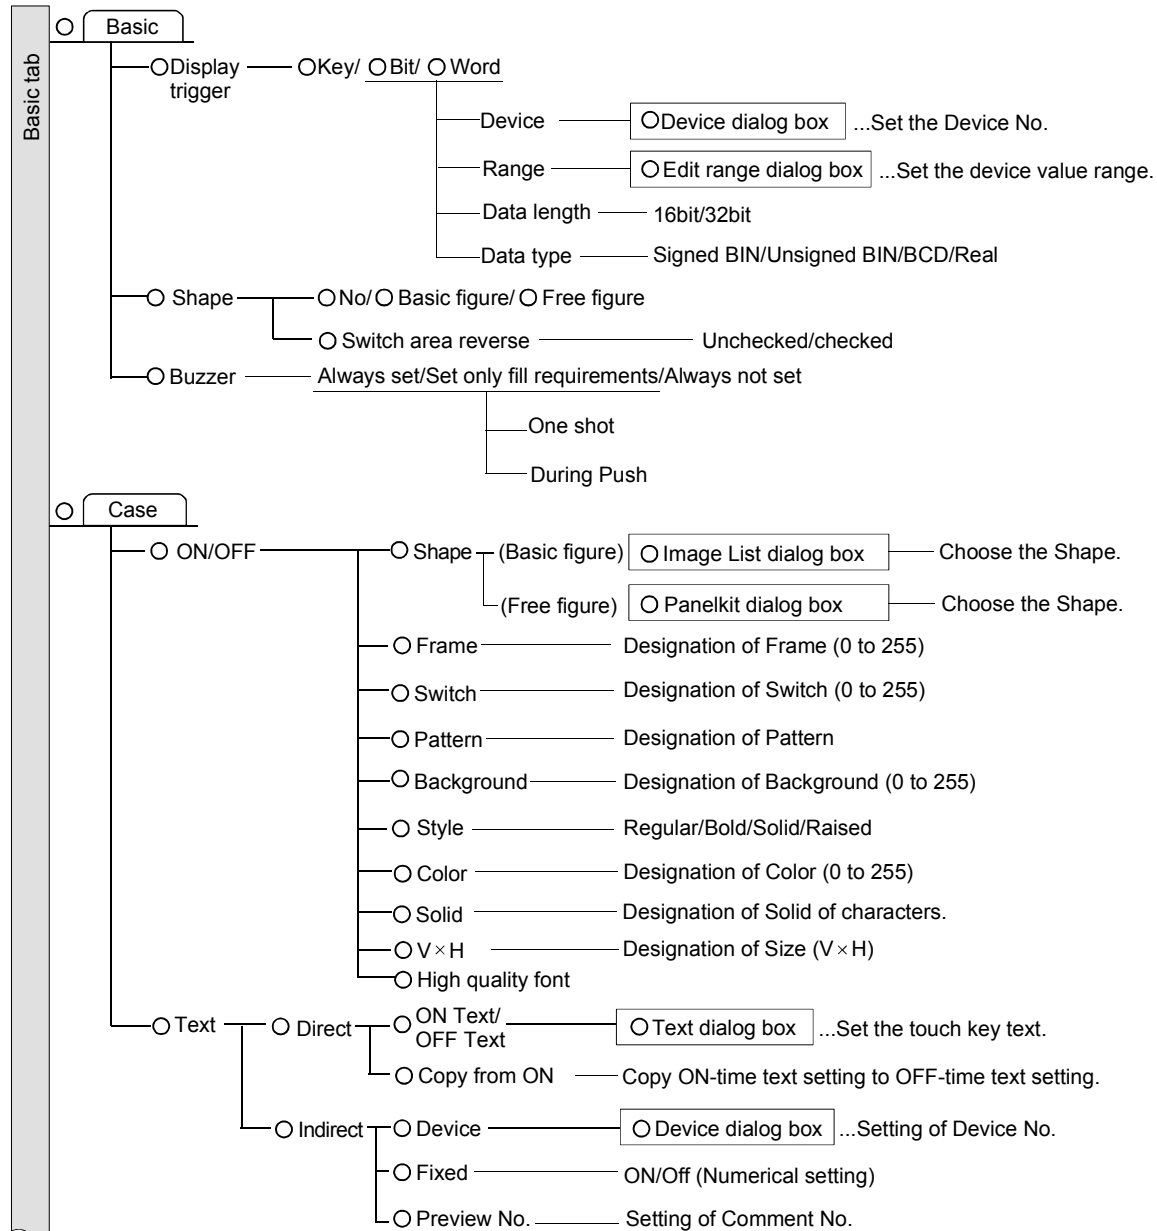 Basic tab
Basic
Display trigger Key/ Bit/ Word
Device Device dialog box ...Set the Device No.
Range Edit range dialog box ...Set the device value range.
Data length 16bit/32bit
Data type Signed BIN/Unsigned BIN/BCD/Real
Shape No/ Basic figure/ Free figure
Switch area reverse Unchecked/checked
Buzzer Always set/Set only fill requirements/Always not set
One shot
During Push
Case
ON/OFF Shape (Basic figure) Image List dialog box Choose the Shape.
(Free figure) Panelkit dialog box Choose the Shape.
Frame Designation of Frame (0 to 255)
Switch Designation of Switch (0 to 255)
Pattern Designation of Pattern
Background Designation of Background (0 to 255)
Style Regular/Bold/Solid/Raised
Color Designation of Color (0 to 255)
Solid Designation of Solid of characters.
V×H Designation of Size (V×H)
High quality font
Text Direct ON Text/ OFF Text Text dialog box ...Set the touch key text.
Copy from ON Copy ON-time text setting to OFF-time text setting.
Indirect Device Device dialog box ...Setting of Device No.
Fixed ON/Off (Numerical setting)
Preview No. Setting of Comment No.